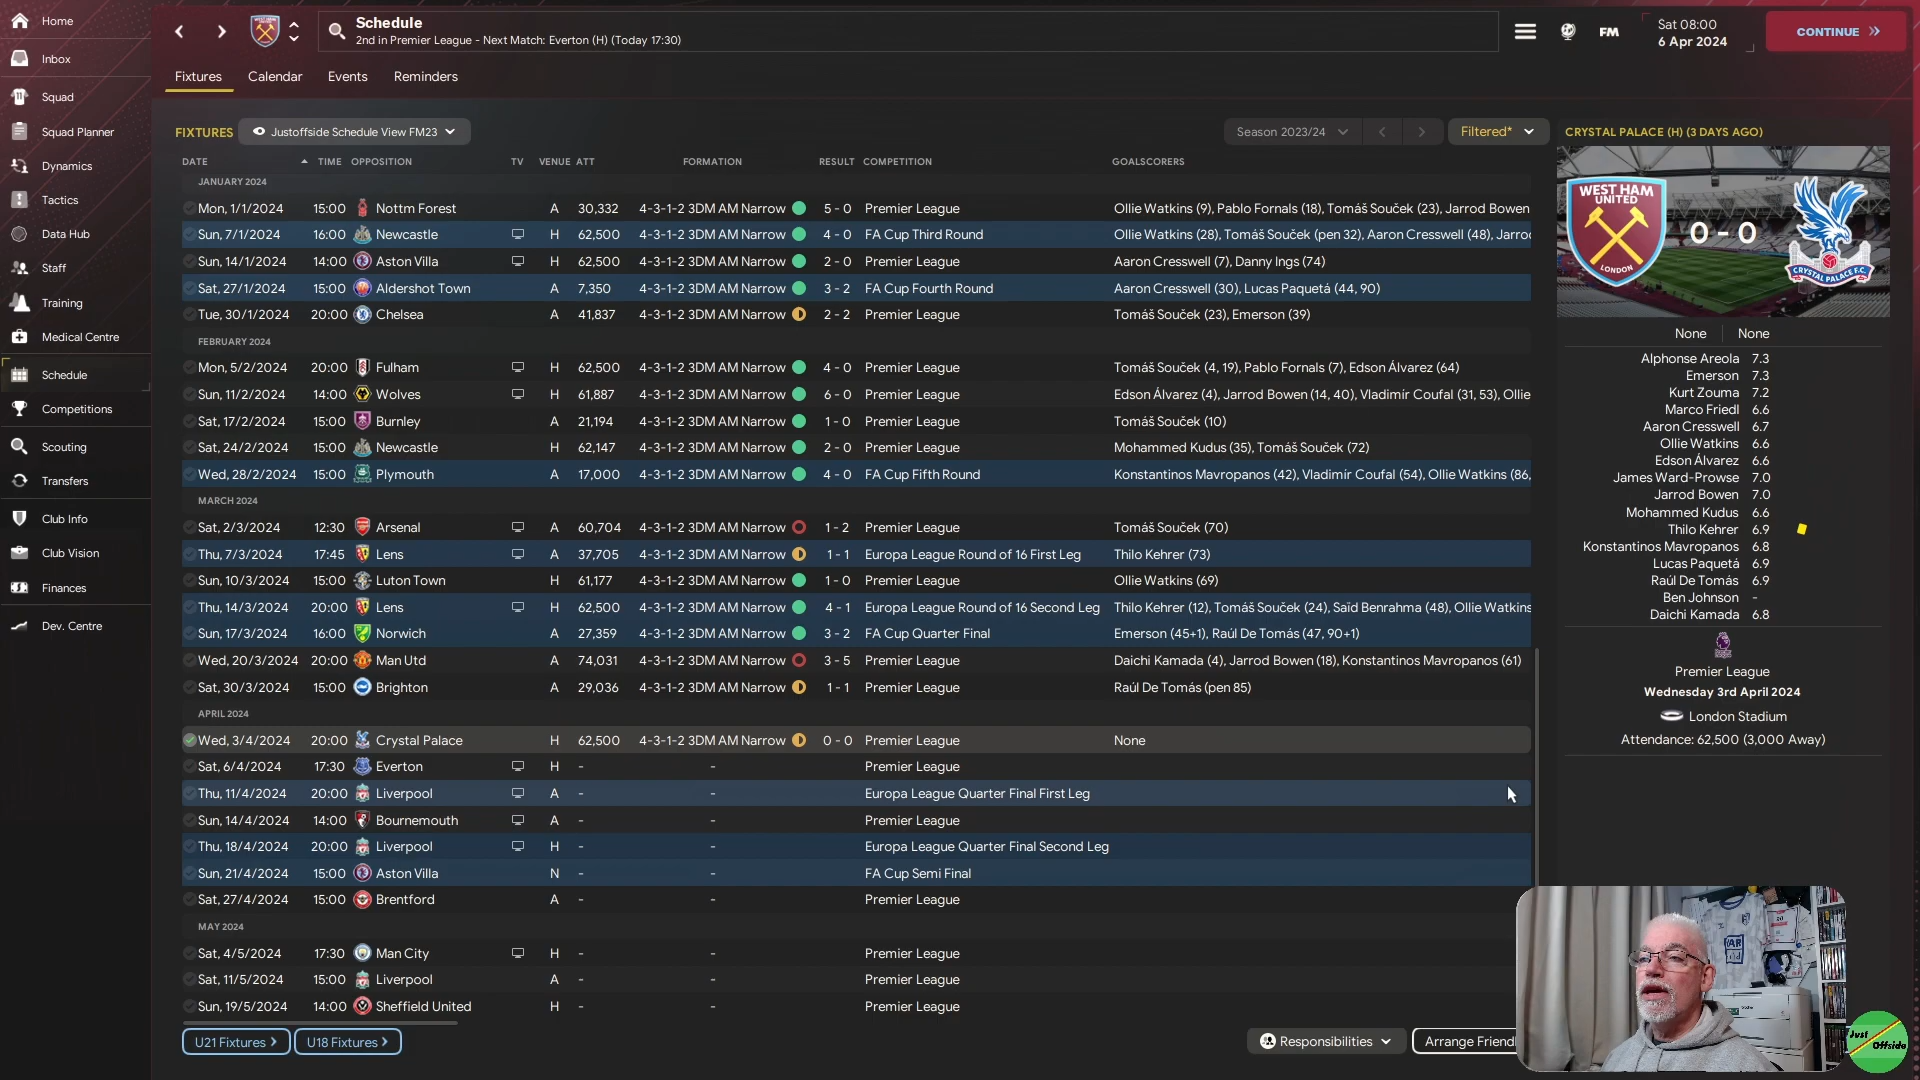 Home
Inbox
Squad
Squad Planner
Dynamics
Tactics
Data Hub
Staff
Training
Medical Centre
Schedule
Competitions
Scouting
Transfers
Club Info
Club Vision
Finances
Dev. Centre
Schedule
2nd in Premier League - Next Match: Everton (H) (Today 17:30)
FM
Sat 08:00
6 Apr 2024
CONTINUE
Fixtures Calendar Events Reminders
FIXTURES Justoffside Schedule View FM23 Season 2023/24 Filtered*
DATE TIME OPPOSITION TV VENUE ATT FORMATION RESULT COMPETITION GOALSCORERS
JANUARY 2024
Mon, 1/1/2024 15:00 Nottm Forest A 30,332 4-3-1-2 3DM AM Narrow 5 - 0 Premier League Ollie Watkins (9), Pablo Fornals (18), Tomáš Souček (23), Jarrod Bowen
Sun, 7/1/2024 16:00 Newcastle H 62,500 4-3-1-2 3DM AM Narrow 4 - 0 FA Cup Third Round Ollie Watkins (28), Tomáš Souček (pen 32), Aaron Cresswell (48), Jarro
Sun, 14/1/2024 14:00 Aston Villa H 62,500 4-3-1-2 3DM AM Narrow 2 - 0 Premier League Aaron Cresswell (7), Danny Ings (74)
Sat, 27/1/2024 15:00 Aldershot Town A 7,350 4-3-1-2 3DM AM Narrow 3 - 2 FA Cup Fourth Round Aaron Cresswell (30), Lucas Paquetá (44, 90)
Tue, 30/1/2024 20:00 Chelsea A 41,837 4-3-1-2 3DM AM Narrow 2 - 2 Premier League Tomáš Souček (23), Emerson (39)
FEBRUARY 2024
Mon, 5/2/2024 20:00 Fulham H 62,500 4-3-1-2 3DM AM Narrow 4 - 0 Premier League Tomáš Souček (4, 19), Pablo Fornals (7), Edson Álvarez (64)
Sun, 11/2/2024 14:00 Wolves H 61,887 4-3-1-2 3DM AM Narrow 6 - 0 Premier League Edson Álvarez (4), Jarrod Bowen (14, 40), Vladimír Coufal (31, 53), Ollie
Sat, 17/2/2024 15:00 Burnley A 21,194 4-3-1-2 3DM AM Narrow 1 - 0 Premier League Tomáš Souček (10)
Sat, 24/2/2024 15:00 Newcastle H 62,147 4-3-1-2 3DM AM Narrow 2 - 0 Premier League Mohammed Kudus (35), Tomáš Souček (72)
Wed, 28/2/2024 15:00 Plymouth A 17,000 4-3-1-2 3DM AM Narrow 4 - 0 FA Cup Fifth Round Konstantinos Mavropanos (42), Vladimír Coufal (54), Ollie Watkins (86,
MARCH 2024
Sat, 2/3/2024 12:30 Arsenal A 60,704 4-3-1-2 3DM AM Narrow 1 - 2 Premier League Tomáš Souček (70)
Thu, 7/3/2024 17:45 Lens A 37,705 4-3-1-2 3DM AM Narrow 1 - 1 Europa League Round of 16 First Leg Thilo Kehrer (73)
Sun, 10/3/2024 15:00 Luton Town H 61,177 4-3-1-2 3DM AM Narrow 1 - 0 Premier League Ollie Watkins (69)
Thu, 14/3/2024 20:00 Lens H 62,500 4-3-1-2 3DM AM Narrow 4 - 1 Europa League Round of 16 Second Leg Thilo Kehrer (12), Tomáš Souček (24), Saïd Benrahma (48), Ollie Watkins
Sun, 17/3/2024 16:00 Norwich A 27,359 4-3-1-2 3DM AM Narrow 3 - 2 FA Cup Quarter Final Emerson (45+1), Raúl De Tomás (47, 90+1)
Wed, 20/3/2024 20:00 Man Utd A 74,031 4-3-1-2 3DM AM Narrow 3 - 5 Premier League Daichi Kamada (4), Jarrod Bowen (18), Konstantinos Mavropanos (61)
Sat, 30/3/2024 15:00 Brighton A 29,036 4-3-1-2 3DM AM Narrow 1 - 1 Premier League Raúl De Tomás (pen 85)
APRIL 2024
Wed, 3/4/2024 20:00 Crystal Palace H 62,500 4-3-1-2 3DM AM Narrow 0 - 0 Premier League None
Sat, 6/4/2024 17:30 Everton H - - Premier League
Thu, 11/4/2024 20:00 Liverpool A - - Europa League Quarter Final First Leg
Sun, 14/4/2024 14:00 Bournemouth A - - Premier League
Thu, 18/4/2024 20:00 Liverpool H - - Europa League Quarter Final Second Leg
Sun, 21/4/2024 15:00 Aston Villa N - - FA Cup Semi Final
Sat, 27/4/2024 15:00 Brentford A - - Premier League
MAY 2024
Sat, 4/5/2024 17:30 Man City H - - Premier League
Sat, 11/5/2024 15:00 Liverpool A - - Premier League
Sun, 19/5/2024 14:00 Sheffield United H - - Premier League
U21 Fixtures U18 Fixtures Responsibilities Arrange Friend
CRYSTAL PALACE (H) (3 DAYS AGO)
WEST HAM
UNITED
LONDON
0 - 0
CRYSTAL PALACE F.C.
None None
Alphonse Areola 7.3
Emerson 7.3
Kurt Zouma 7.2
Marco Friedl 6.6
Aaron Cresswell 6.7
Ollie Watkins 6.6
Edson Álvarez 6.6
James Ward-Prowse 7.0
Jarrod Bowen 7.0
Mohammed Kudus 6.6
Thilo Kehrer 6.9
Konstantinos Mavropanos 6.8
Lucas Paquetá 6.9
Raúl De Tomás 6.9
Ben Johnson -
Daichi Kamada 6.8
Premier League
Wednesday 3rd April 2024
London Stadium
Attendance: 62,500 (3,000 Away)
Just
Offside